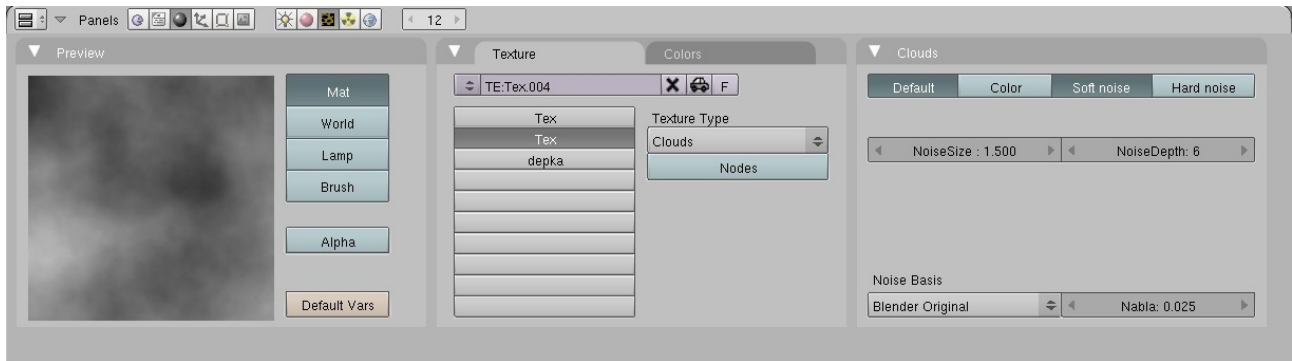 Panels 12
Preview
Mat
World
Lamp
Brush
Alpha
Default Vars
Texture Colors
TE:Tex.004 F
Tex
Tex
depka
Texture Type
Clouds
Nodes
Clouds
Default Color Soft noise Hard noise
NoiseSize : 1.500 NoiseDepth: 6
Noise Basis
Blender Original Nabla: 0.025